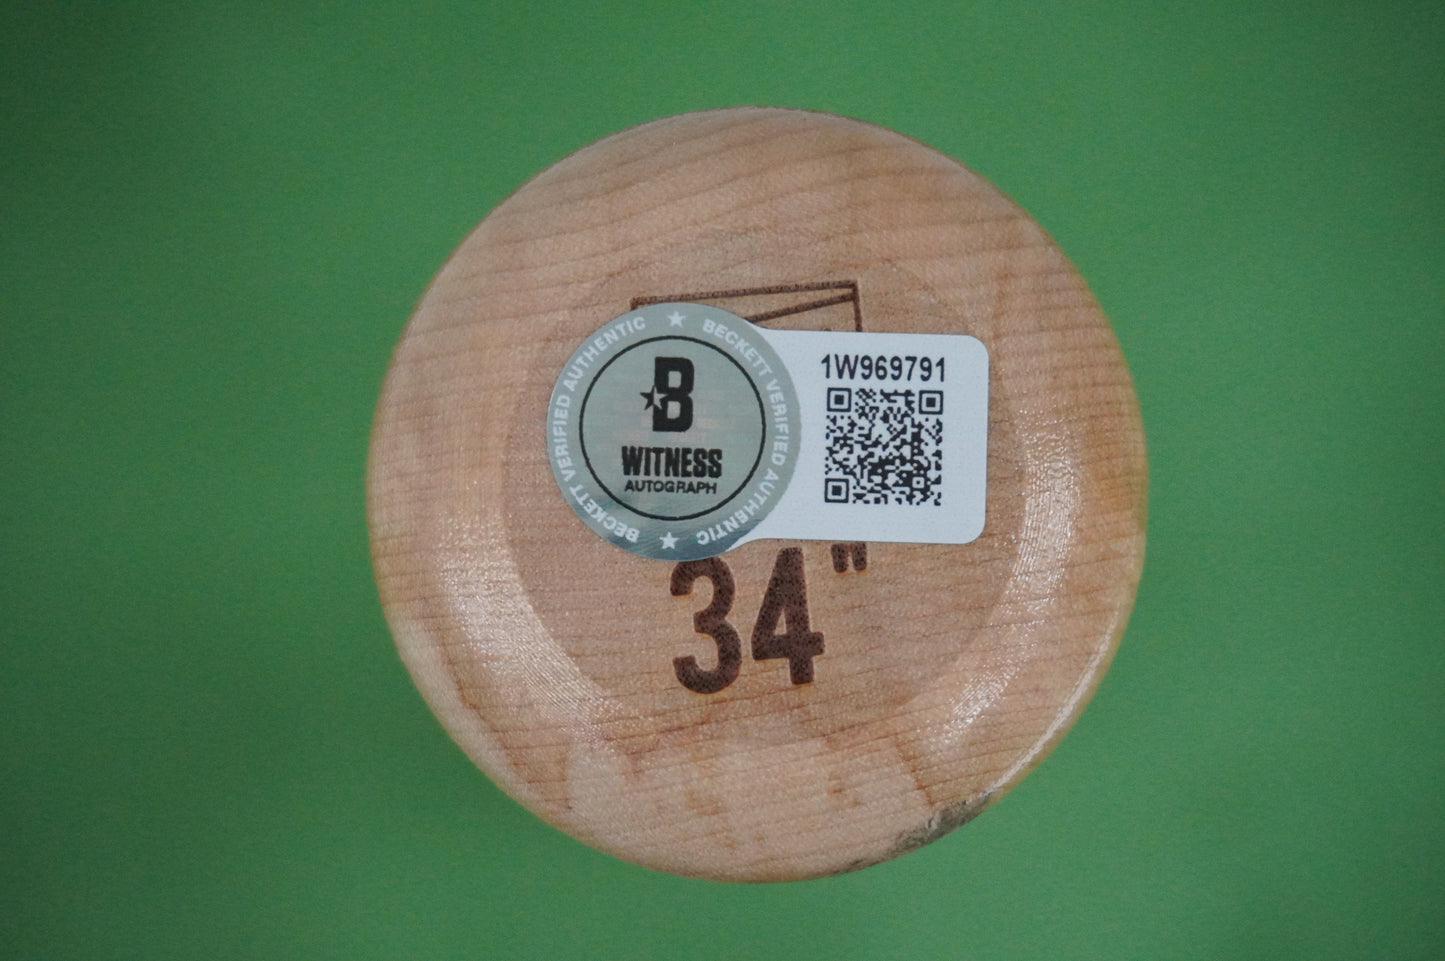 BECKETT VERIFIED AUTHENTIC ★ BECKETT VERIFIED AUTHENTIC ★
B
WITNESS
AUTOGRAPH
1W969791
34"